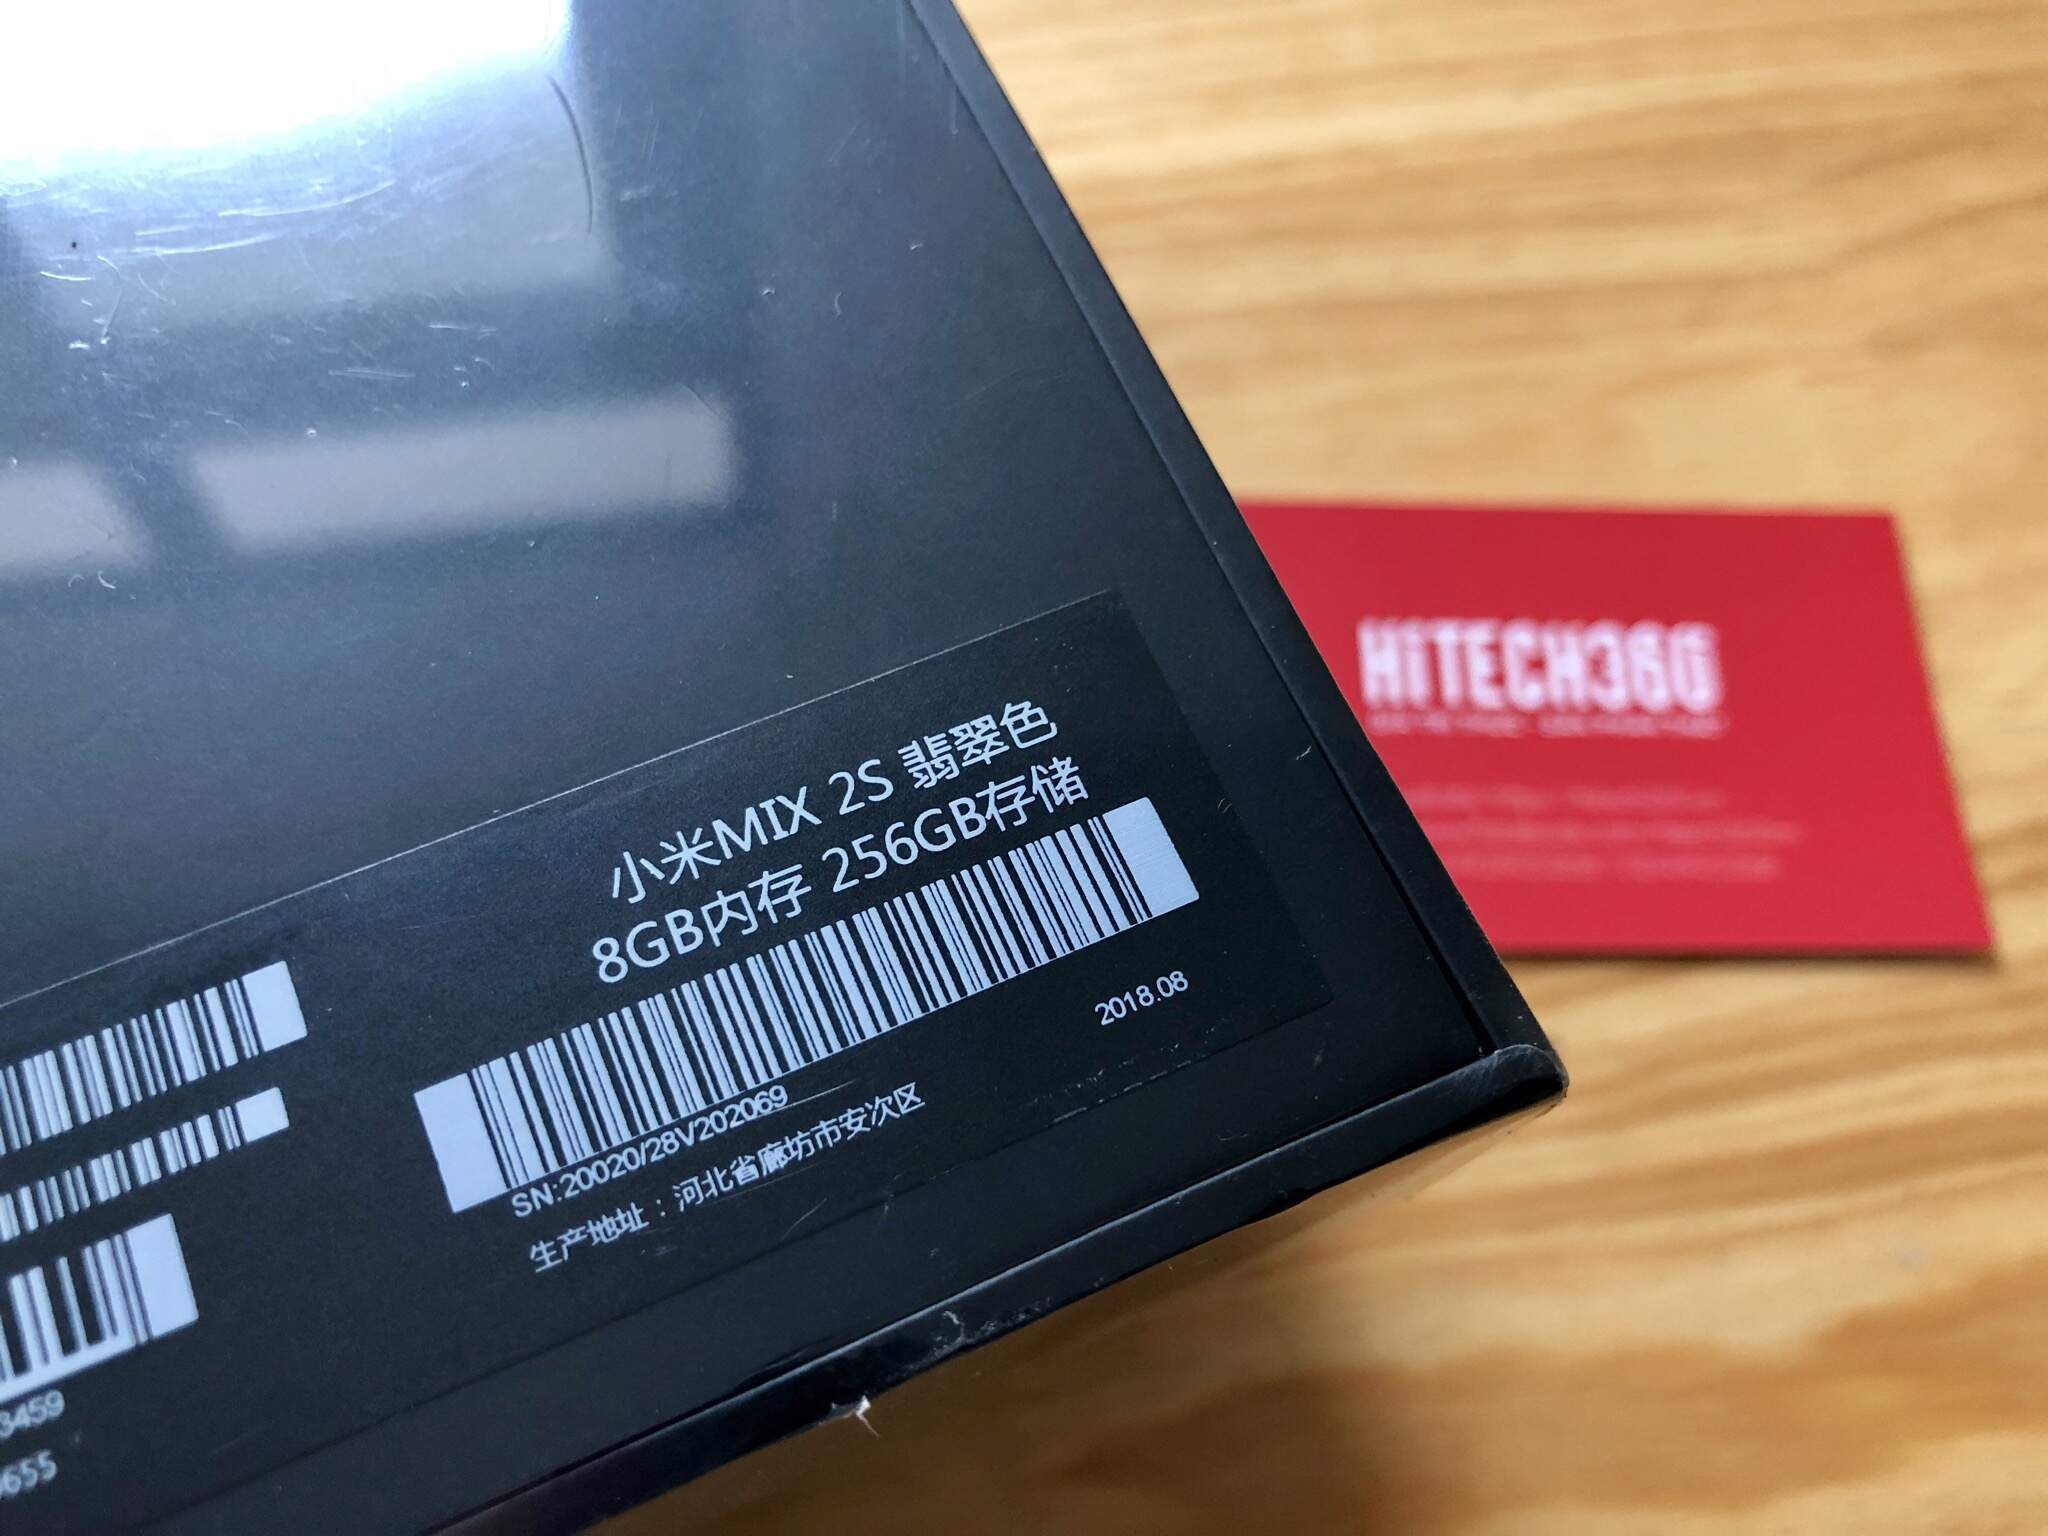 小米MIX 2S 翡翠色
8GB内存 256GB存储
2018.08
SN:20020/28V202069
生产地址：河北省廊坊市安次区
3459
655
HiTECH360